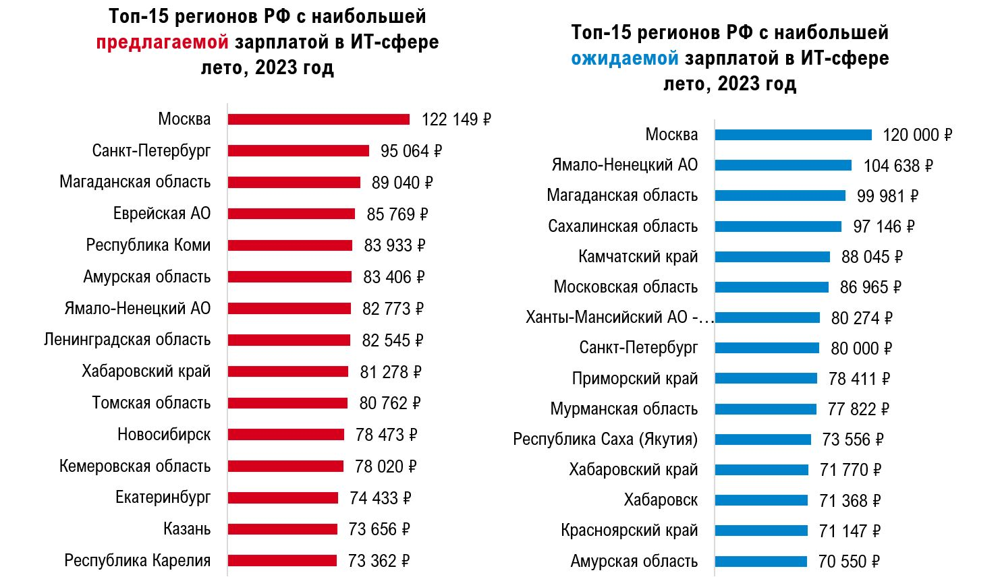 Топ-15 регионов РФ с наибольшей
предлагаемой зарплатой в ИТ-сфере
лето, 2023 год
Москва 122 149 ₽
Санкт-Петербург 95 064 ₽
Магаданская область 89 040 ₽
Еврейская АО 85 769 ₽
Республика Коми 83 933 ₽
Амурская область 83 406 ₽
Ямало-Ненецкий АО 82 773 ₽
Ленинградская область 82 545 ₽
Хабаровский край 81 278 ₽
Томская область 80 762 ₽
Новосибирск 78 473 ₽
Кемеровская область 78 020 ₽
Екатеринбург 74 433 ₽
Казань 73 656 ₽
Республика Карелия 73 362 ₽
Топ-15 регионов РФ с наибольшей
ожидаемой зарплатой в ИТ-сфере
лето, 2023 год
Москва 120 000 ₽
Ямало-Ненецкий АО 104 638 ₽
Магаданская область 99 981 ₽
Сахалинская область 97 146 ₽
Камчатский край 88 045 ₽
Московская область 86 965 ₽
Ханты-Мансийский АО -... 80 274 ₽
Санкт-Петербург 80 000 ₽
Приморский край 78 411 ₽
Мурманская область 77 822 ₽
Республика Саха (Якутия) 73 556 ₽
Хабаровский край 71 770 ₽
Хабаровск 71 368 ₽
Красноярский край 71 147 ₽
Амурская область 70 550 ₽